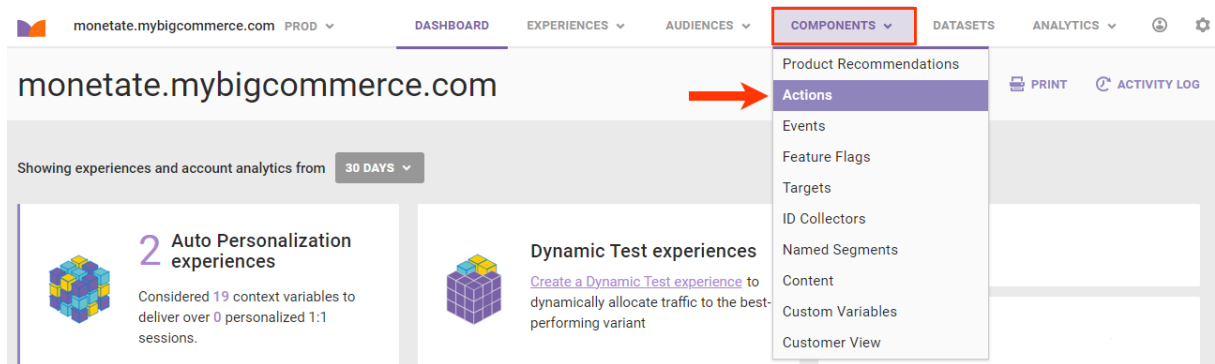 monetate.mybigcommerce.com PROD
DASHBOARD
EXPERIENCES
AUDIENCES
COMPONENTS
DATASETS
ANALYTICS
monetate.mybigcommerce.com
PRINT
ACTIVITY LOG
Product Recommendations
Actions
Events
Feature Flags
Targets
ID Collectors
Named Segments
Content
Custom Variables
Customer View
Showing experiences and account analytics from 30 DAYS
2 Auto Personalization
experiences
Considered 19 context variables to
deliver over 0 personalized 1:1
sessions.
Dynamic Test experiences
Create a Dynamic Test experience to
dynamically allocate traffic to the best-
performing variant